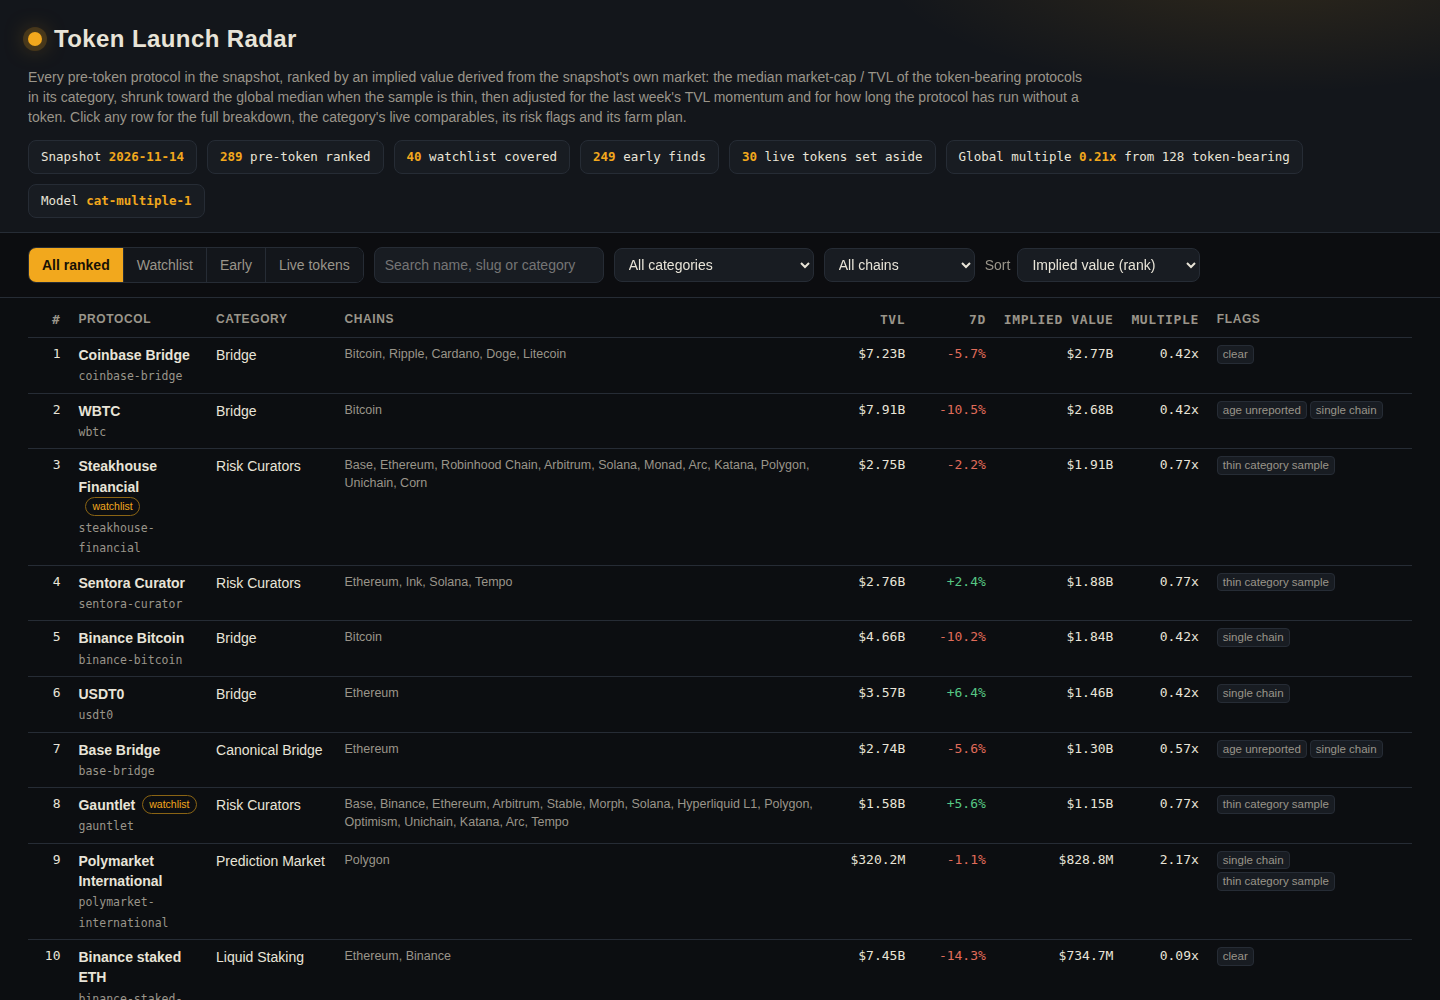 Token Launch Radar
Every pre-token protocol in the snapshot, ranked by an implied value derived from the snapshot's own market: the median market-cap / TVL of the token-bearing protocols
in its category, shrunk toward the global median when the sample is thin, then adjusted for the last week's TVL momentum and for how long the protocol has run without a
token. Click any row for the full breakdown, the category's live comparables, its risk flags and its farm plan.
Snapshot 2026-11-14
289 pre-token ranked
40 watchlist covered
249 early finds
30 live tokens set aside
Global multiple 0.21x from 128 token-bearing
Model cat-multiple-1
All ranked
Watchlist
Early
Live tokens
Search name, slug or category
All categories
All chains
Sort
Implied value (rank)
# PROTOCOL CATEGORY CHAINS TVL 7D IMPLIED VALUE MULTIPLE FLAGS
1 Coinbase Bridge Bridge Bitcoin, Ripple, Cardano, Doge, Litecoin $7.23B -5.7% $2.77B 0.42x clear
coinbase-bridge
2 WBTC Bridge Bitcoin $7.91B -10.5% $2.68B 0.42x age unreported single chain
wbtc
3 Steakhouse Risk Curators Base, Ethereum, Robinhood Chain, Arbitrum, Solana, Monad, Arc, Katana, Polygon, $2.75B -2.2% $1.91B 0.77x thin category sample
Financial Unichain, Corn
watchlist
steakhouse-
financial
4 Sentora Curator Risk Curators Ethereum, Ink, Solana, Tempo $2.76B +2.4% $1.88B 0.77x thin category sample
sentora-curator
5 Binance Bitcoin Bridge Bitcoin $4.66B -10.2% $1.84B 0.42x single chain
binance-bitcoin
6 USDT0 Bridge Ethereum $3.57B +6.4% $1.46B 0.42x single chain
usdt0
7 Base Bridge Canonical Bridge Ethereum $2.74B -5.6% $1.30B 0.57x age unreported single chain
base-bridge
8 Gauntlet watchlist Risk Curators Base, Binance, Ethereum, Arbitrum, Stable, Morph, Solana, Hyperliquid L1, Polygon, $1.58B +5.6% $1.15B 0.77x thin category sample
gauntlet Optimism, Unichain, Katana, Arc, Tempo
9 Polymarket Prediction Market Polygon $320.2M -1.1% $828.8M 2.17x single chain
International thin category sample
polymarket-
international
10 Binance staked Liquid Staking Ethereum, Binance $7.45B -14.3% $734.7M 0.09x clear
ETH
binance-staked-